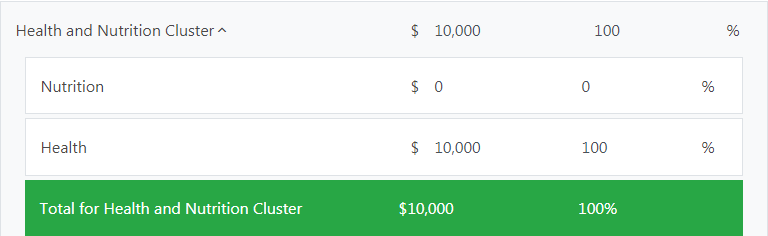 Health and Nutrition Cluster $ 10,000 100 %
Nutrition $ 0 0 %
Health $ 10,000 100 %
Total for Health and Nutrition Cluster $10,000 100%